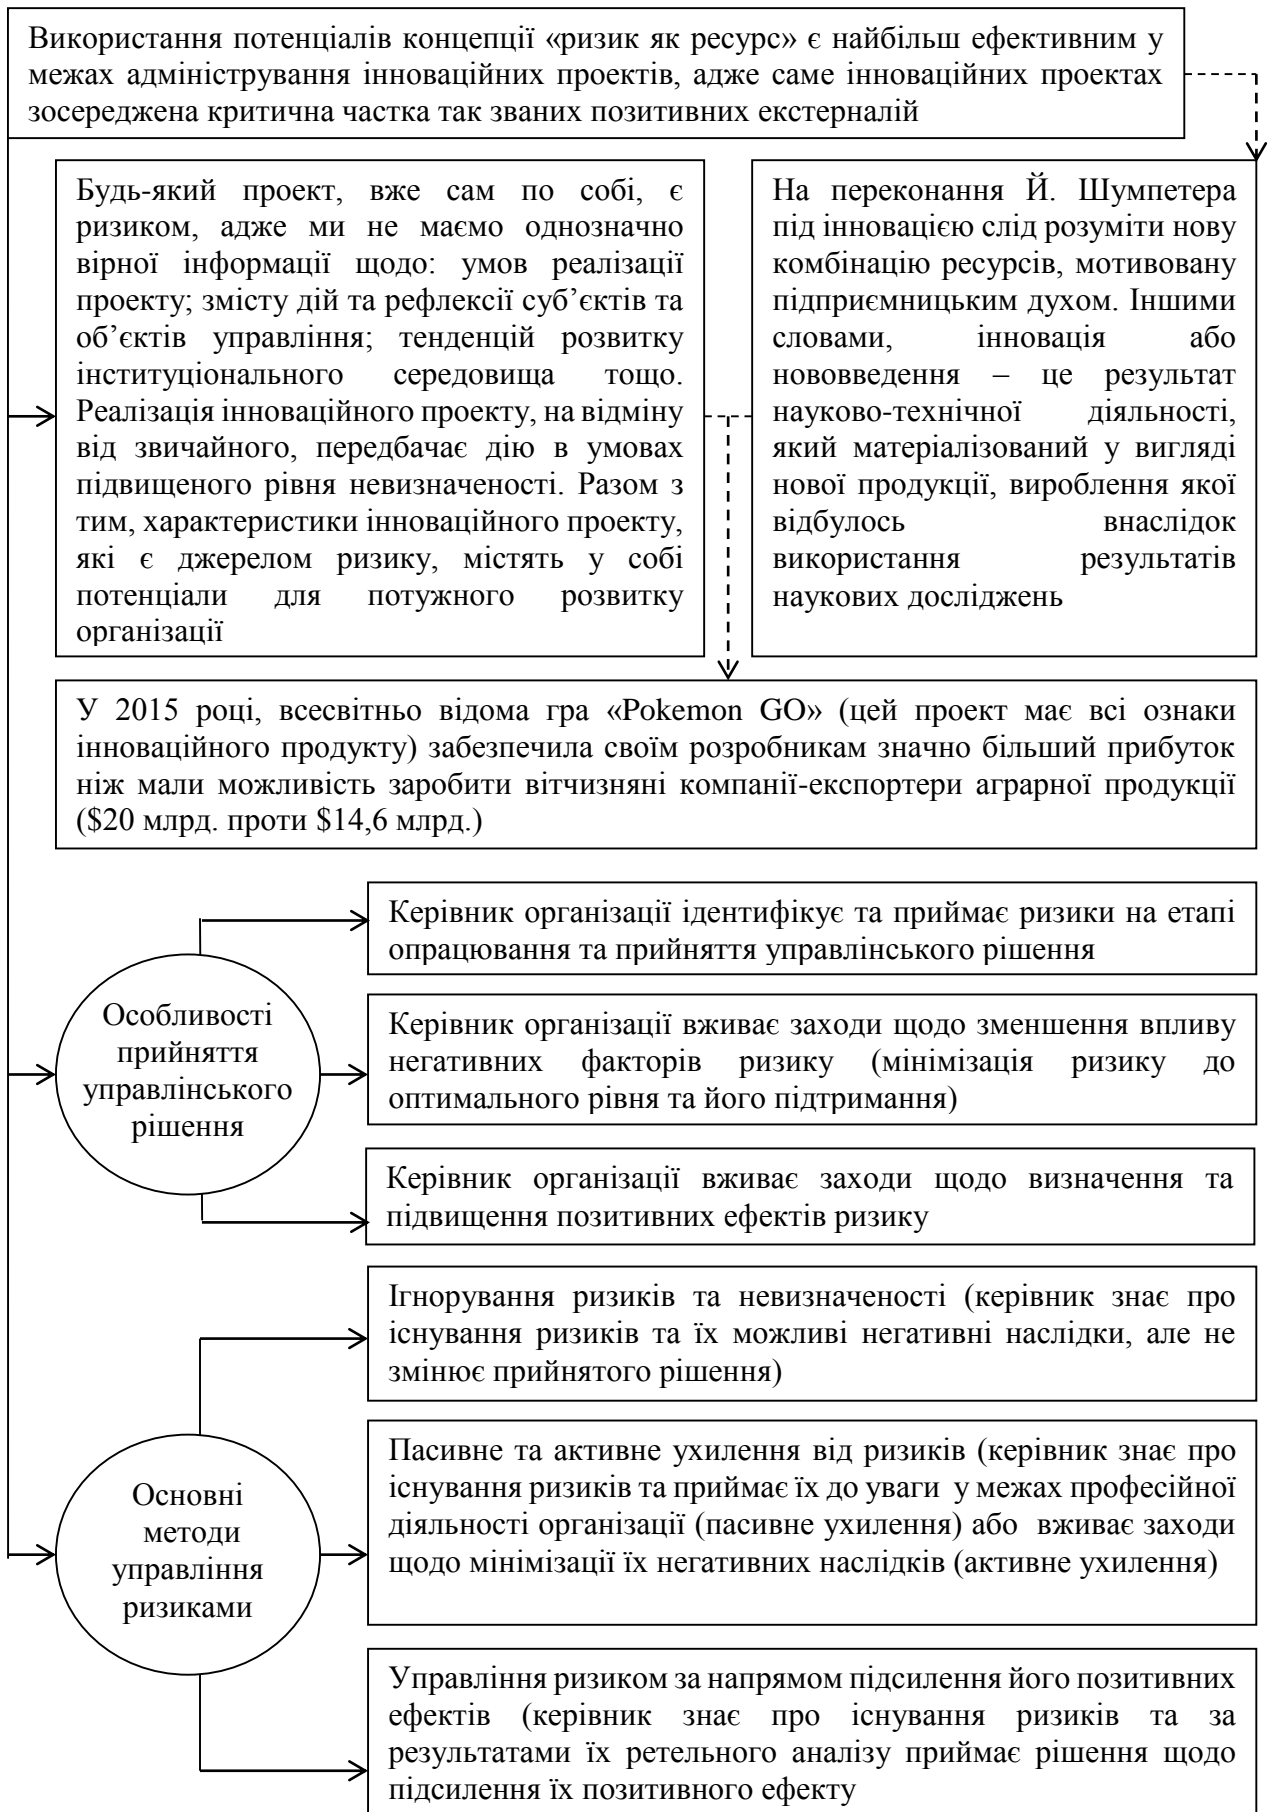 Використання потенціалів концепції «ризик як ресурс» є найбільш ефективним у
межах адміністрування інноваційних проектів, адже саме інноваційних проектах
зосереджена критична частка так званих позитивних екстерналій
Будь-який проект, вже сам по собі, є
ризиком, адже ми не маємо однозначно
вірної інформації щодо: умов реалізації
проекту; змісту дій та рефлексії суб’єктів та
об’єктів управління; тенденцій розвитку
інституціонального середовища тощо.
Реалізація інноваційного проекту, на відміну
від звичайного, передбачає дію в умовах
підвищеного рівня невизначеності. Разом з
тим, характеристики інноваційного проекту,
які є джерелом ризику, містять у собі
потенціали для потужного розвитку
організації
На переконання Й. Шумпетера
під інновацією слід розуміти нову
комбінацію ресурсів, мотивовану
підприємницьким духом. Іншими
словами, інновація або
нововведення – це результат
науково-технічної діяльності,
який матеріалізований у вигляді
нової продукції, вироблення якої
відбулось внаслідок
використання результатів
наукових досліджень
У 2015 році, всесвітньо відома гра «Pokemon GO» (цей проект має всі ознаки
інноваційного продукту) забезпечила своїм розробникам значно більший прибуток
ніж мали можливість заробити вітчизняні компанії-експортери аграрної продукції
($20 млрд. проти $14,6 млрд.)
Керівник організації ідентифікує та приймає ризики на етапі
опрацювання та прийняття управлінського рішення
Особливості
прийняття
управлінського
рішення
Керівник організації вживає заходи щодо зменшення впливу
негативних факторів ризику (мінімізація ризику до
оптимального рівня та його підтримання)
Керівник організації вживає заходи щодо визначення та
підвищення позитивних ефектів ризику
Ігнорування ризиків та невизначеності (керівник знає про
існування ризиків та їх можливі негативні наслідки, але не
змінює прийнятого рішення)
Основні
методи
управління
ризиками
Пасивне та активне ухилення від ризиків (керівник знає про
існування ризиків та приймає їх до уваги у межах професійної
діяльності організації (пасивне ухилення) або вживає заходи
щодо мінімізації їх негативних наслідків (активне ухилення)
Управління ризиком за напрямом підсилення його позитивних
ефектів (керівник знає про існування ризиків та за
результатами їх ретельного аналізу приймає рішення щодо
підсилення їх позитивного ефекту